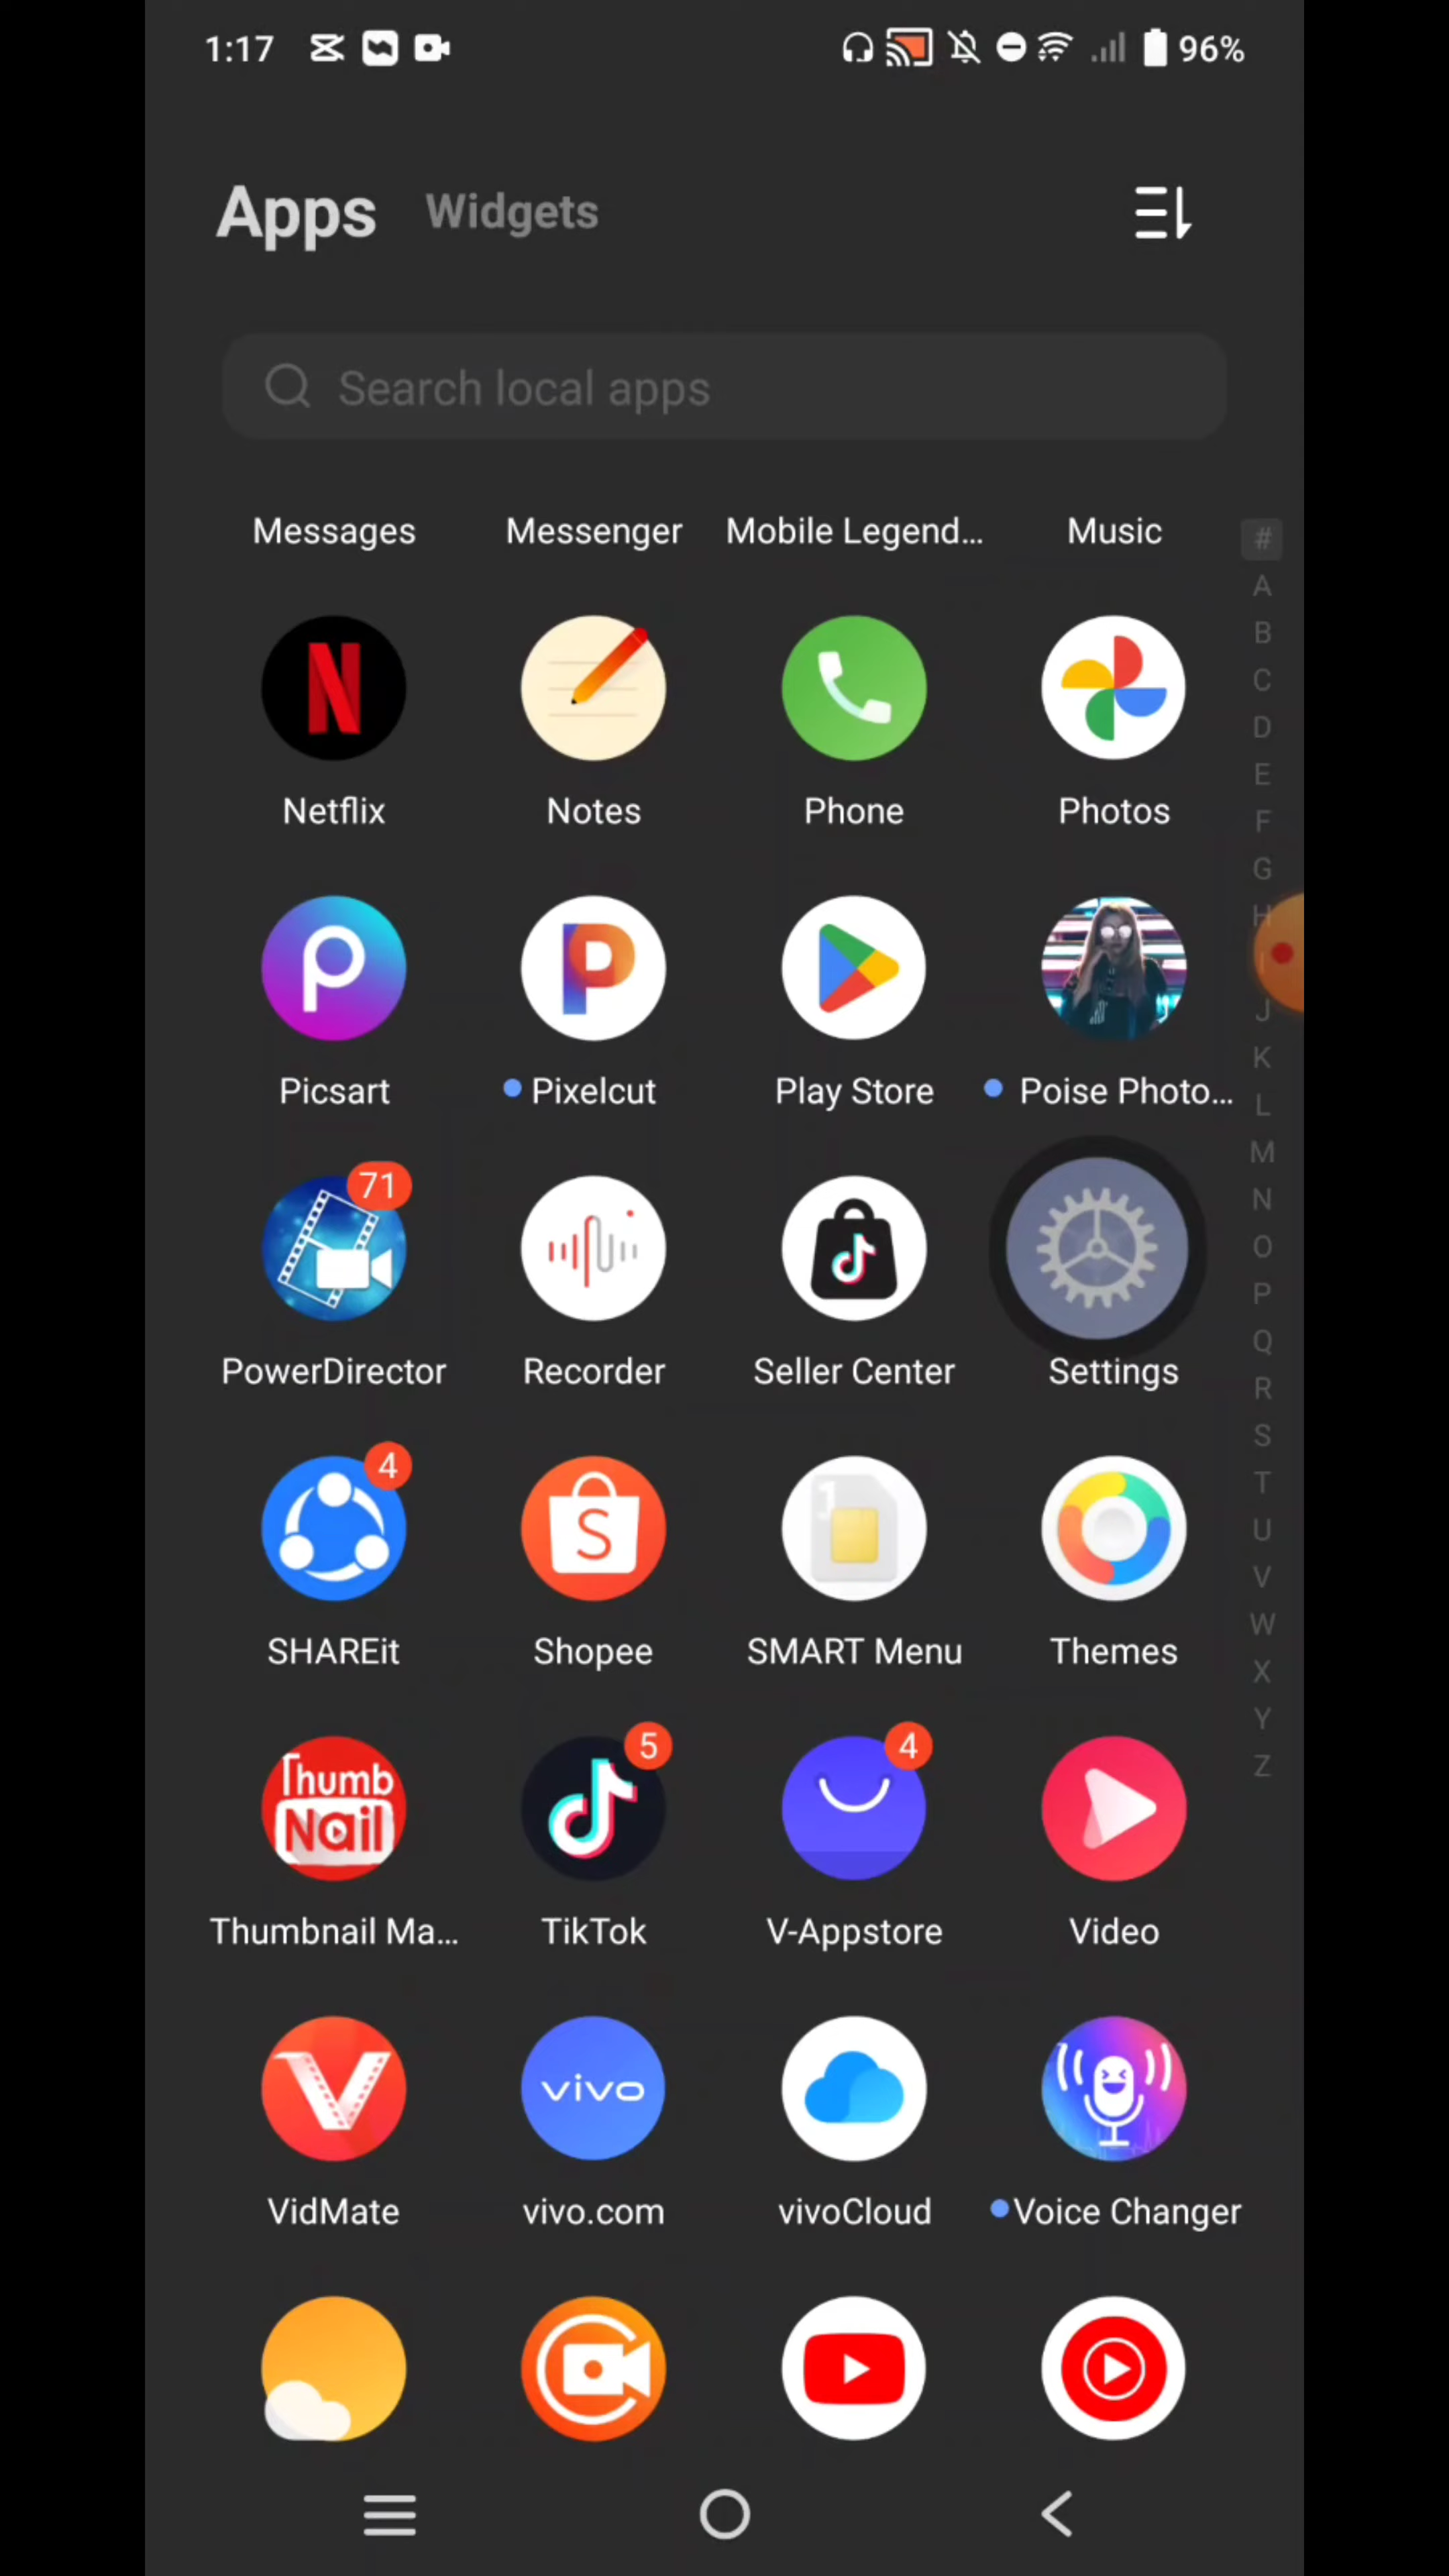 1:17 96%
Apps Widgets
Search local apps
Messages Messenger Mobile Legend... Music
#
A
B
C
D
E
F
G
H
I
J
K
L
M
N
O
P
Q
R
S
T
U
V
W
X
Y
Z
N
Netflix Notes Phone Photos
P P
Picsart Pixelcut Play Store Poise Photo...
71
PowerDirector Recorder Seller Center Settings
4
S 1
SHAREit Shopee SMART Menu Themes
5 4
Thumb
Nail
Thumbnail Ma... TikTok V-Appstore Video
vivo
VidMate vivo.com vivoCloud Voice Changer